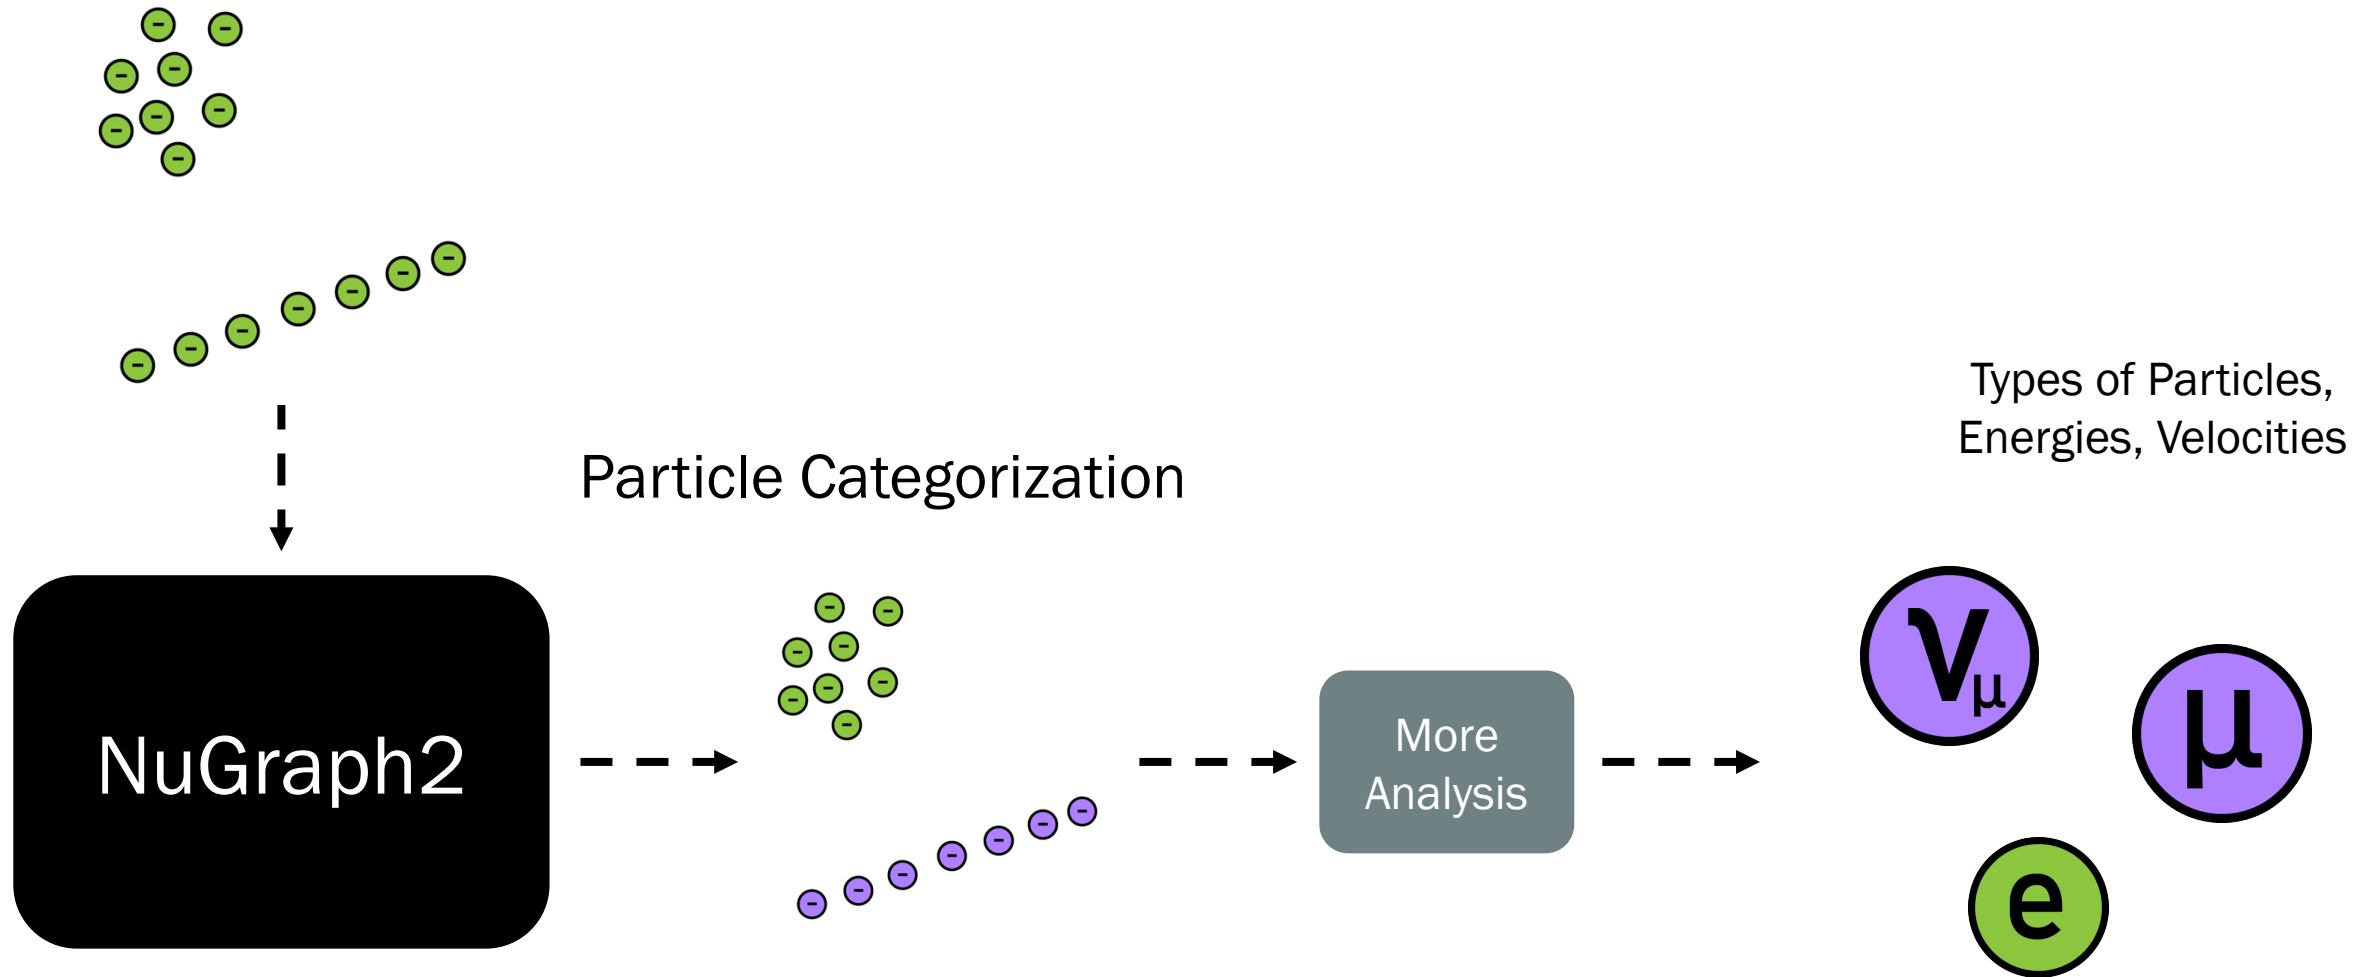 Particle Categorization
NuGraph2
More
Analysis
Types of Particles,
Energies, Velocities
νμ
μ
e